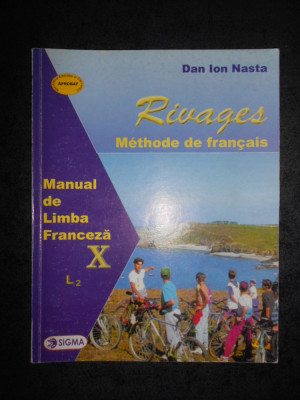 APROBAT
Dan Ion Nasta
Rivages
Méthode de français
Manual
de
Limba
Franceză
X
L2
SIGMA